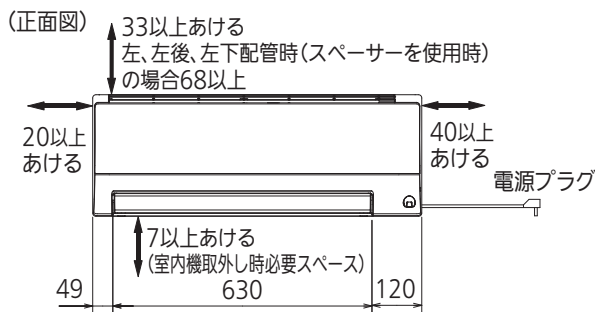 (正面図)
33以上あける
左、左後、左下配管時(スペーサーを使用時)
の場合68以上
20以上
あける
40以上
あける
電源プラグ
7以上あける
(室内機取外し時必要スペース)
49
630
120